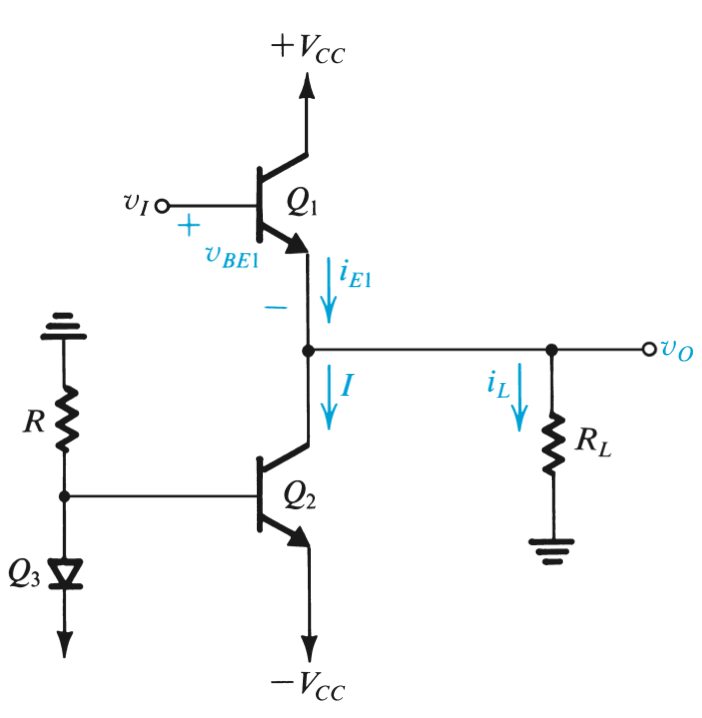 +V_CC
v_I
Q_1
+
v_BE1
−
i_E1
I
i_L
v_O
R
R_L
Q_2
Q_3
−V_CC